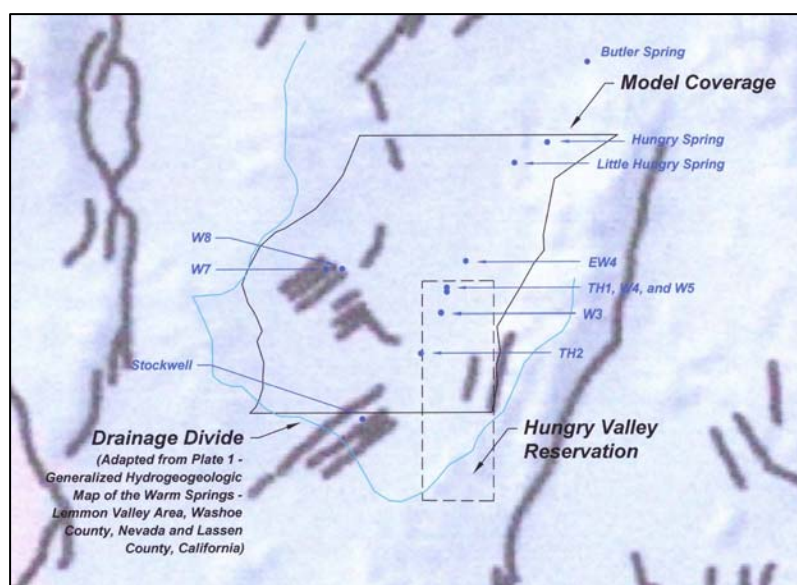 Butler Spring
Model Coverage
Hungry Spring
Little Hungry Spring
W8
W7
EW4
TH1, W4, and W5
W3
TH2
Stockwell
Drainage Divide
(Adapted from Plate 1 -
Generalized Hydrogeogeologic
Map of the Warm Springs -
Lemmon Valley Area, Washoe
County, Nevada and Lassen
County, California)
Hungry Valley
Reservation